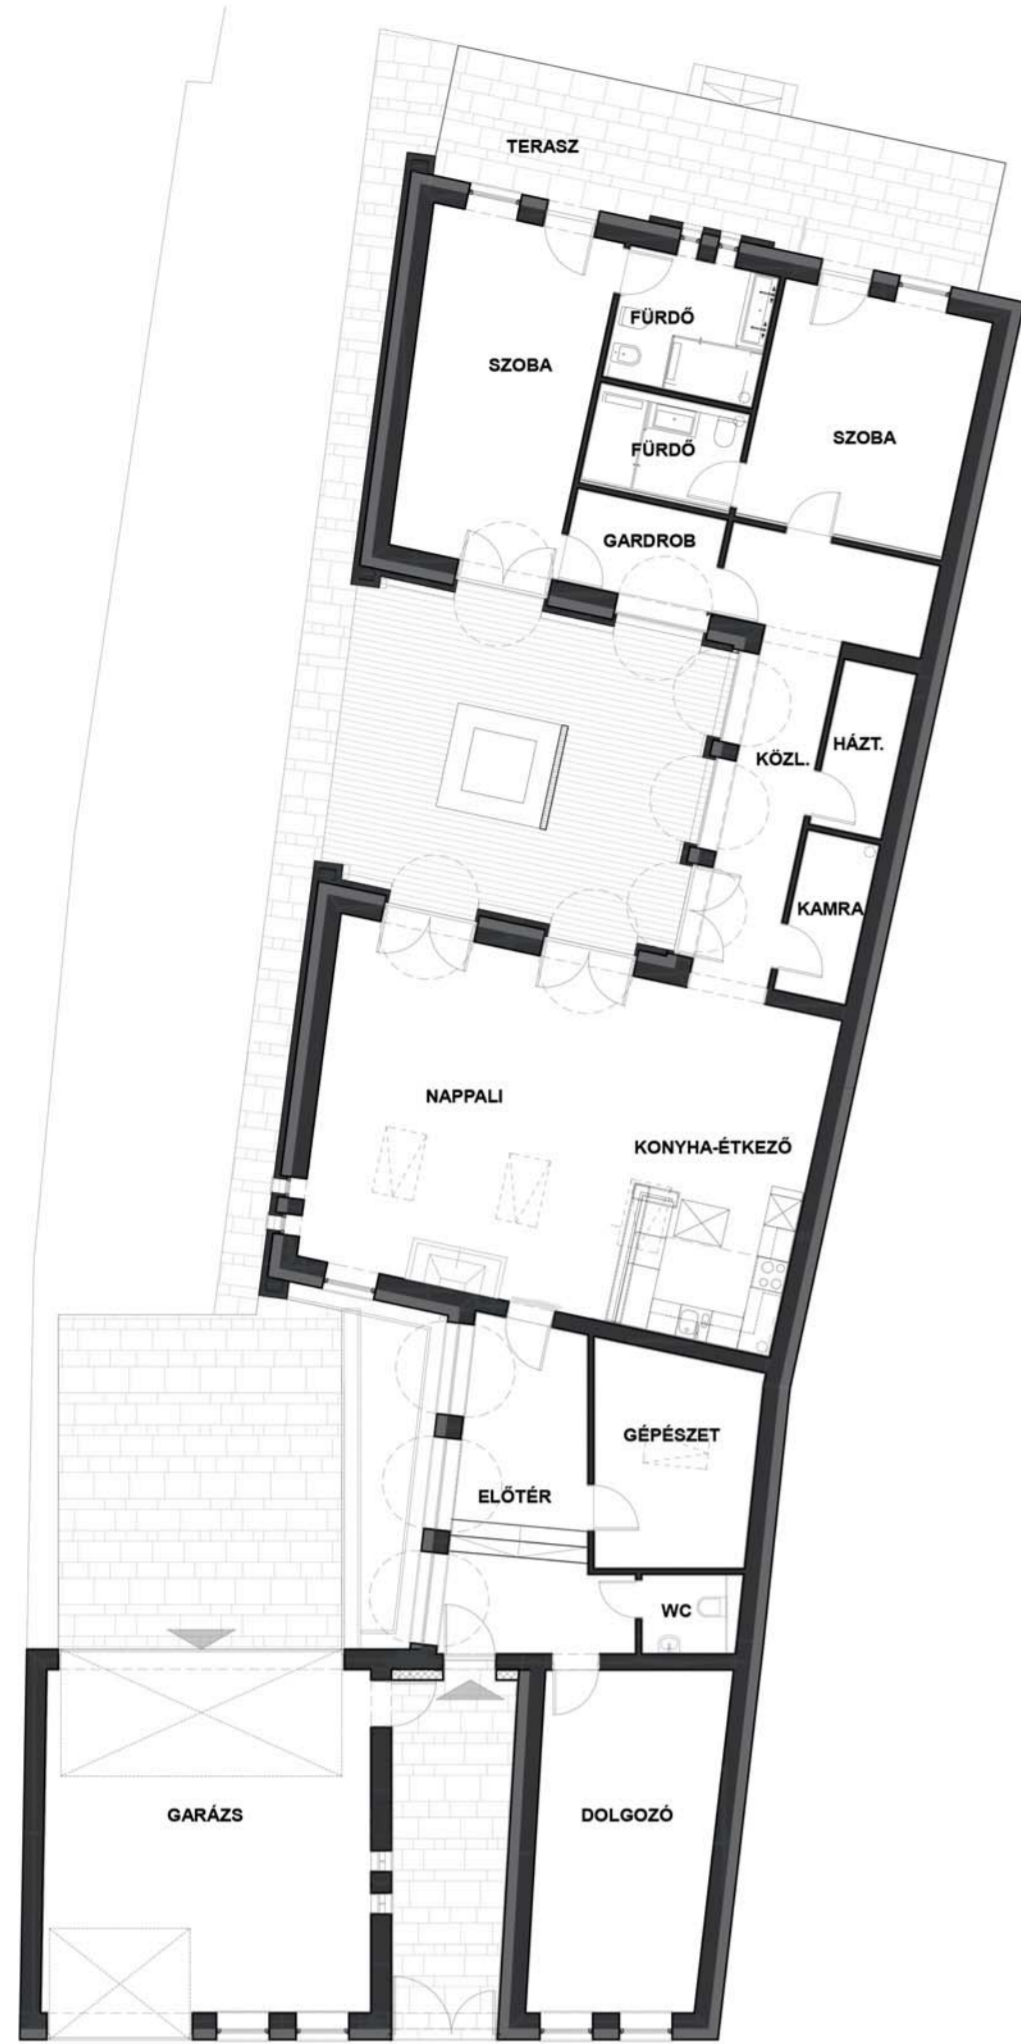 TERASZ
FÜRDŐ
SZOBA
SZOBA
FÜRDŐ
GARDROB
HÁZT.
KÖZL.
KAMRA
NAPPALI
KONYHA-ÉTKEZŐ
GÉPÉSZET
ELŐTÉR
WC
GARÁZS
DOLGOZÓ